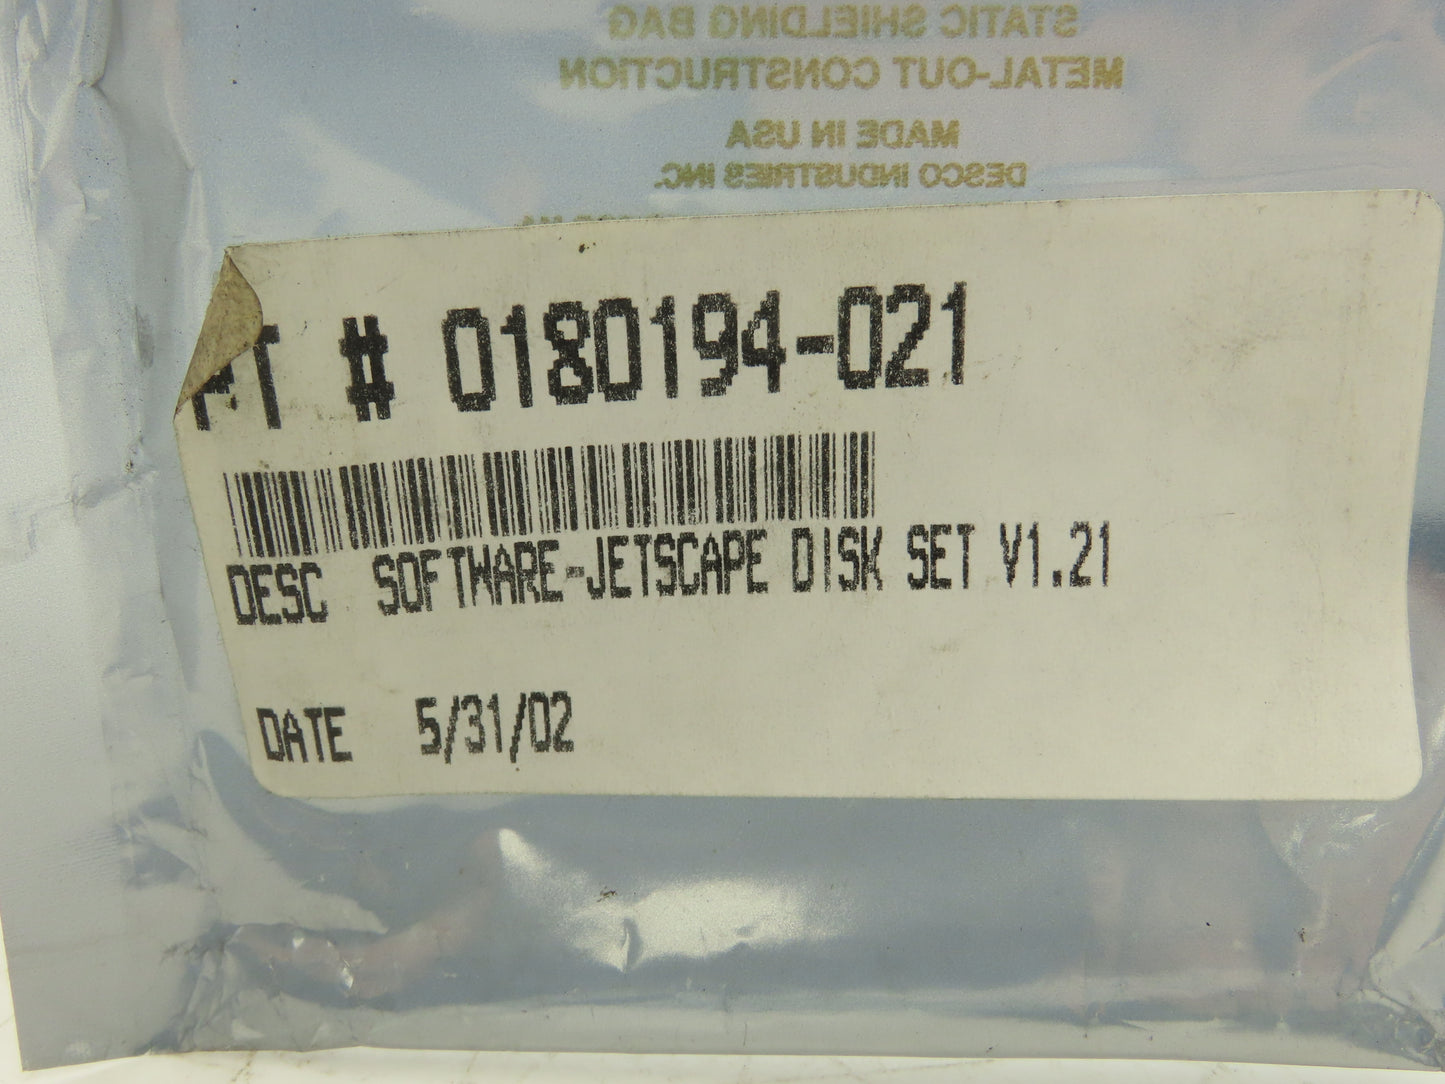 STATIC SHIELDING BAG
METAL-OUT CONSTRUCTION
MADE IN USA
DESCO INDUSTRIES INC.
PT # 0180194-021
DESC SOFTWARE-JETSCAPE DISK SET V1.21
DATE 5/31/02